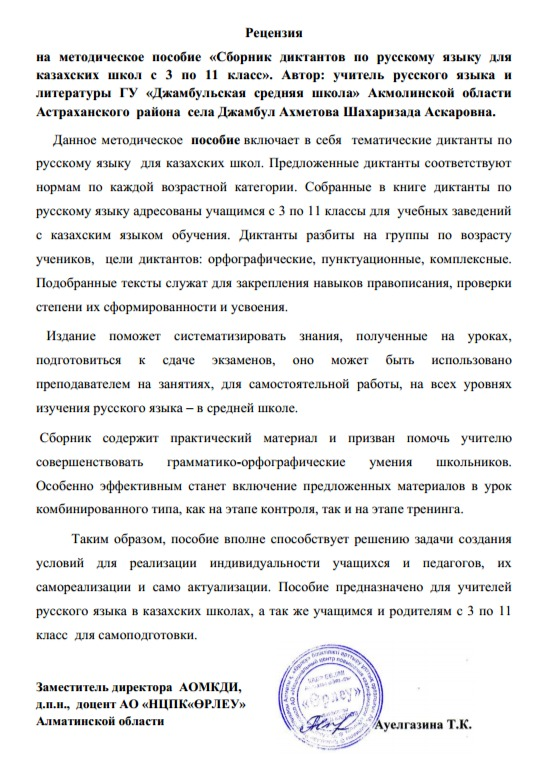 Рецензия
на методическое пособие «Сборник диктантов по русскому языку для
казахских школ с 3 по 11 класс». Автор: учитель русского языка и
литературы ГУ «Джамбульская средняя школа» Акмолинской области
Астраханского района села Джамбул Ахметова Шахаризада Аскаровна.
Данное методическое пособие включает в себя тематические диктанты по
русскому языку для казахских школ. Предложенные диктанты соответствуют
нормам по каждой возрастной категории. Собранные в книге диктанты по
русскому языку адресованы учащимся с 3 по 11 классы для учебных заведений
с казахским языком обучения. Диктанты разбиты на группы по возрасту
учеников, цели диктантов: орфографические, пунктуационные, комплексные.
Подобранные тексты служат для закрепления навыков правописания, проверки
степени их сформированности и усвоения.
Издание поможет систематизировать знания, полученные на уроках,
подготовиться к сдаче экзаменов, оно может быть использовано
преподавателем на занятиях, для самостоятельной работы, на всех уровнях
изучения русского языка – в средней школе.
Сборник содержит практический материал и призван помочь учителю
совершенствовать грамматико-орфографические умения школьников.
Особенно эффективным станет включение предложенных материалов в урок
комбинированного типа, как на этапе контроля, так и на этапе тренинга.
Таким образом, пособие вполне способствует решению задачи создания
условий для реализации индивидуальности учащихся и педагогов, их
самореализации и само актуализации. Пособие предназначено для учителей
русского языка в казахских школах, а так же учащимся и родителям с 3 по 11
класс для самоподготовки.
Заместитель директора АОМКДИ,
д.п.н., доцент АО «НЦПК«ӨРЛЕУ»
Алматинской области
«Өрлеу»
Ауелгазина Т.К.